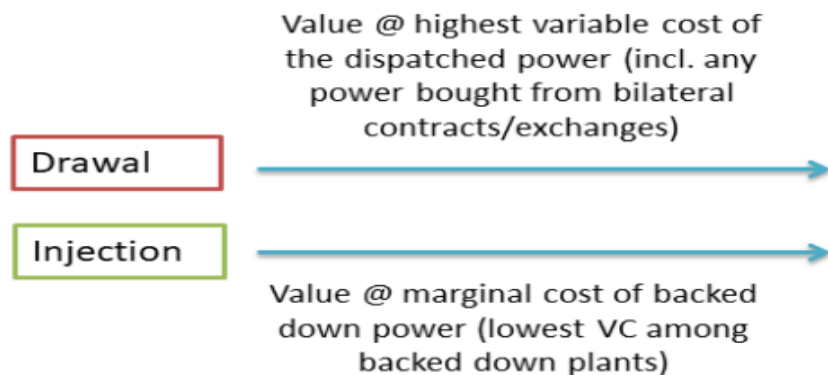 Value @ highest variable cost of
the dispatched power (incl. any
power bought from bilateral
contracts/exchanges)
Drawal
Injection
Value @ marginal cost of backed
down power (lowest VC among
backed down plants)